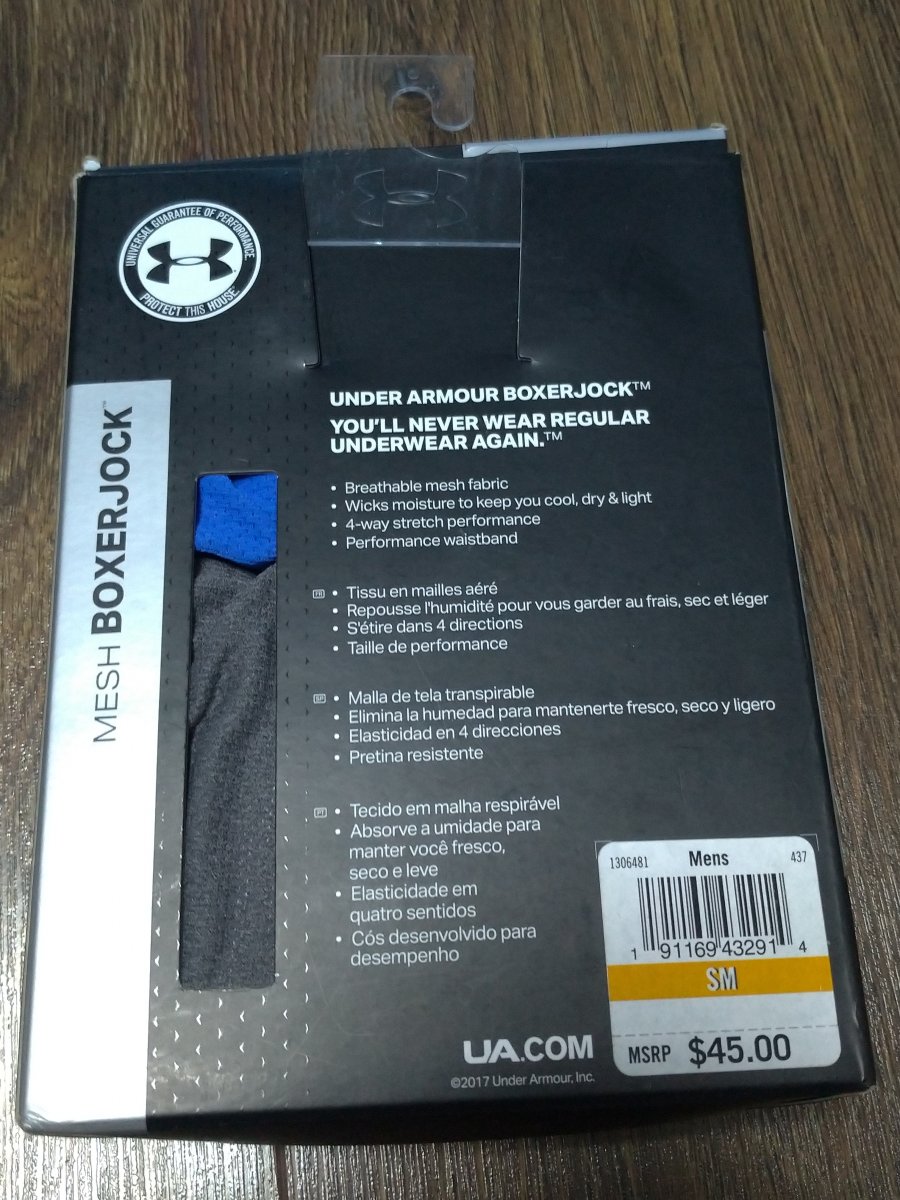 UNIVERSAL GUARANTEE OF PERFORMANCE.
PROTECT THIS HOUSE
MESH BOXERJOCK™
UNDER ARMOUR BOXERJOCK™
YOU'LL NEVER WEAR REGULAR
UNDERWEAR AGAIN.™
• Breathable mesh fabric
• Wicks moisture to keep you cool, dry & light
• 4-way stretch performance
• Performance waistband
FR • Tissu en mailles aéré
• Repousse l'humidité pour vous garder au frais, sec et léger
• S'étire dans 4 directions
• Taille de performance
SP • Malla de tela transpirable
• Elimina la humedad para mantenerte fresco, seco y ligero
• Elasticidad en 4 direcciones
• Pretina resistente
PT • Tecido em malha respirável
• Absorve a umidade para
manter você fresco,
seco e leve
• Elasticidade em
quatro sentidos
• Cós desenvolvido para
desempenho
1306481 Mens 437
1 91169 43291 4
SM
MSRP $45.00
UA.COM
©2017 Under Armour, Inc.